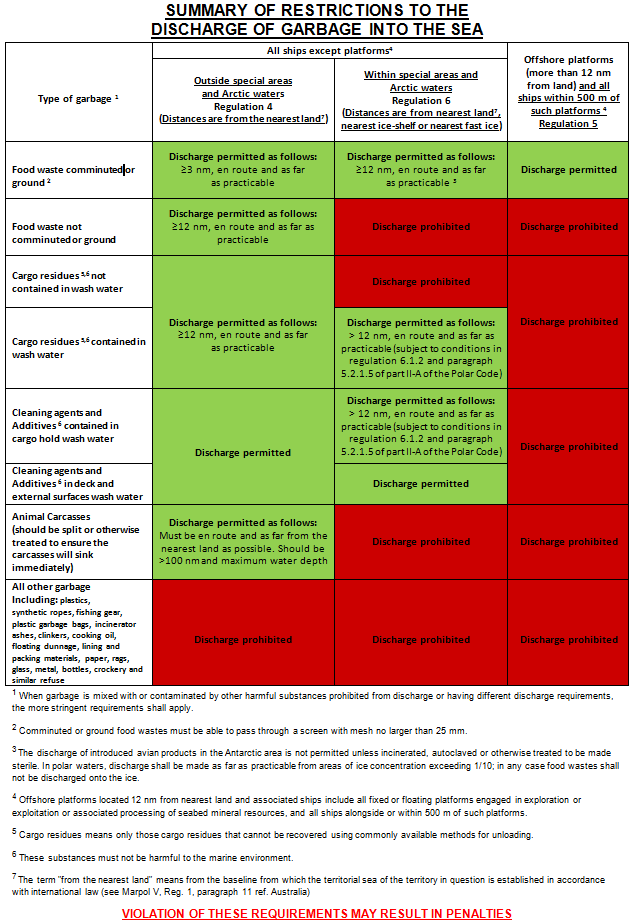 SUMMARY OF RESTRICTIONS TO THE
DISCHARGE OF GARBAGE INTO THE SEA
Type of garbage ¹
All ships except platforms⁴
Outside special areas
and Arctic waters
Regulation 4
(Distances are from the nearest land⁷)
Within special areas and
Arctic waters
Regulation 6
(Distances are from nearest land⁷,
nearest ice-shelf or nearest fast ice)
Offshore platforms
(more than 12 nm
from land) and all
ships within 500 m of
such platforms ⁴
Regulation 5
Food waste comminuted or
ground ²
Discharge permitted as follows:
≥3 nm, en route and as far
as practicable
Discharge permitted as follows:
≥12 nm, en route and as far
as practicable ³
Discharge permitted
Food waste not
comminuted or ground
Discharge permitted as follows:
≥12 nm, en route and as far as
practicable
Discharge prohibited
Discharge prohibited
Cargo residues ⁵,⁶ not
contained in wash water
Discharge permitted as follows:
≥12 nm, en route and as far
as practicable
Discharge prohibited
Discharge prohibited
Cargo residues ⁵,⁶ contained in
wash water
Discharge permitted as follows:
> 12 nm, en route and as far as
practicable (subject to conditions in
regulation 6.1.2 and paragraph
5.2.1.5 of part II-A of the Polar Code)
Cleaning agents and
Additives ⁶ contained in
cargo hold wash water
Discharge permitted
Discharge permitted as follows:
> 12 nm, en route and as far as
practicable (subject to conditions in
regulation 6.1.2 and paragraph
5.2.1.5 of part II-A of the Polar Code)
Discharge prohibited
Cleaning agents and
Additives ⁶ in deck and
external surfaces wash water
Discharge permitted
Animal Carcasses
(should be split or otherwise
treated to ensure the
carcasses will sink
immediately)
Discharge permitted as follows:
Must be en route and as far from the
nearest land as possible. Should be
>100 nm and maximum water depth
Discharge prohibited
Discharge prohibited
All other garbage
Including: plastics,
synthetic ropes, fishing gear,
plastic garbage bags, incinerator
ashes, clinkers, cooking oil,
floating dunnage, lining and
packing materials, paper, rags,
glass, metal, bottles, crockery and
similar refuse
Discharge prohibited
Discharge prohibited
Discharge prohibited
¹ When garbage is mixed with or contaminated by other harmful substances prohibited from discharge or having different discharge requirements,
the more stringent requirements shall apply.
² Comminuted or ground food wastes must be able to pass through a screen with mesh no larger than 25 mm.
³ The discharge of introduced avian products in the Antarctic area is not permitted unless incinerated, autoclaved or otherwise treated to be made
sterile. In polar waters, discharge shall be made as far as practicable from areas of ice concentration exceeding 1/10; in any case food wastes shall
not be discharged onto the ice.
⁴ Offshore platforms located 12 nm from nearest land and associated ships include all fixed or floating platforms engaged in exploration or
exploitation or associated processing of seabed mineral resources, and all ships alongside or within 500 m of such platforms.
⁵ Cargo residues means only those cargo residues that cannot be recovered using commonly available methods for unloading.
⁶ These substances must not be harmful to the marine environment.
⁷ The term "from the nearest land" means from the baseline from which the territorial sea of the territory in question is established in accordance
with international law (see Marpol V, Reg. 1, paragraph 11 ref. Australia)
VIOLATION OF THESE REQUIREMENTS MAY RESULT IN PENALTIES